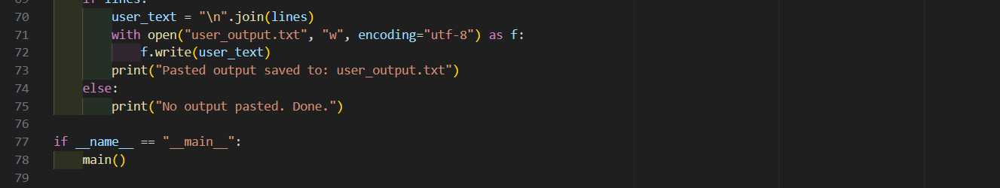 69 if lines:
70 user_text = "\n".join(lines)
71 with open("user_output.txt", "w", encoding="utf-8") as f:
72 f.write(user_text)
73 print("Pasted output saved to: user_output.txt")
74 else:
75 print("No output pasted. Done.")
76
77 if __name__ == "__main__":
78 main()
79